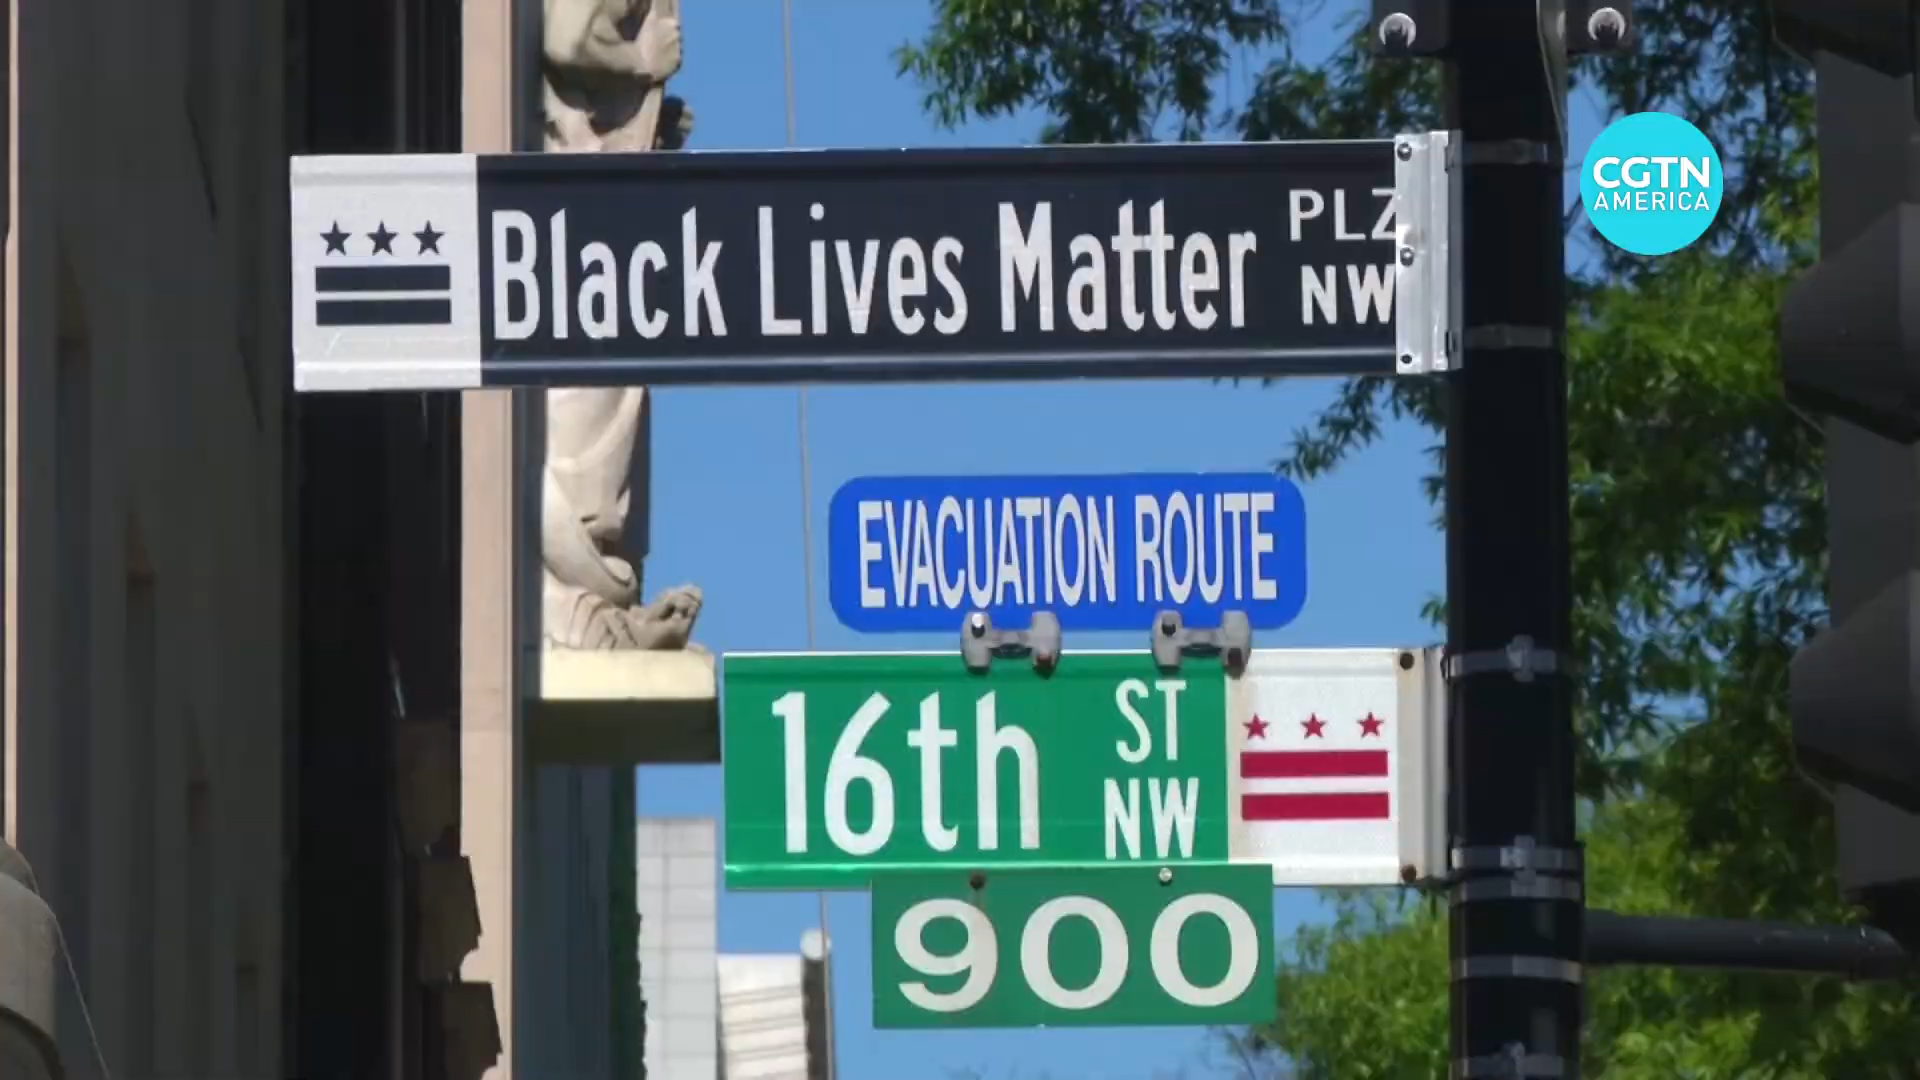 Black Lives Matter PLZ
NW
CGTN
AMERICA
EVACUATION ROUTE
16th ST
NW
900